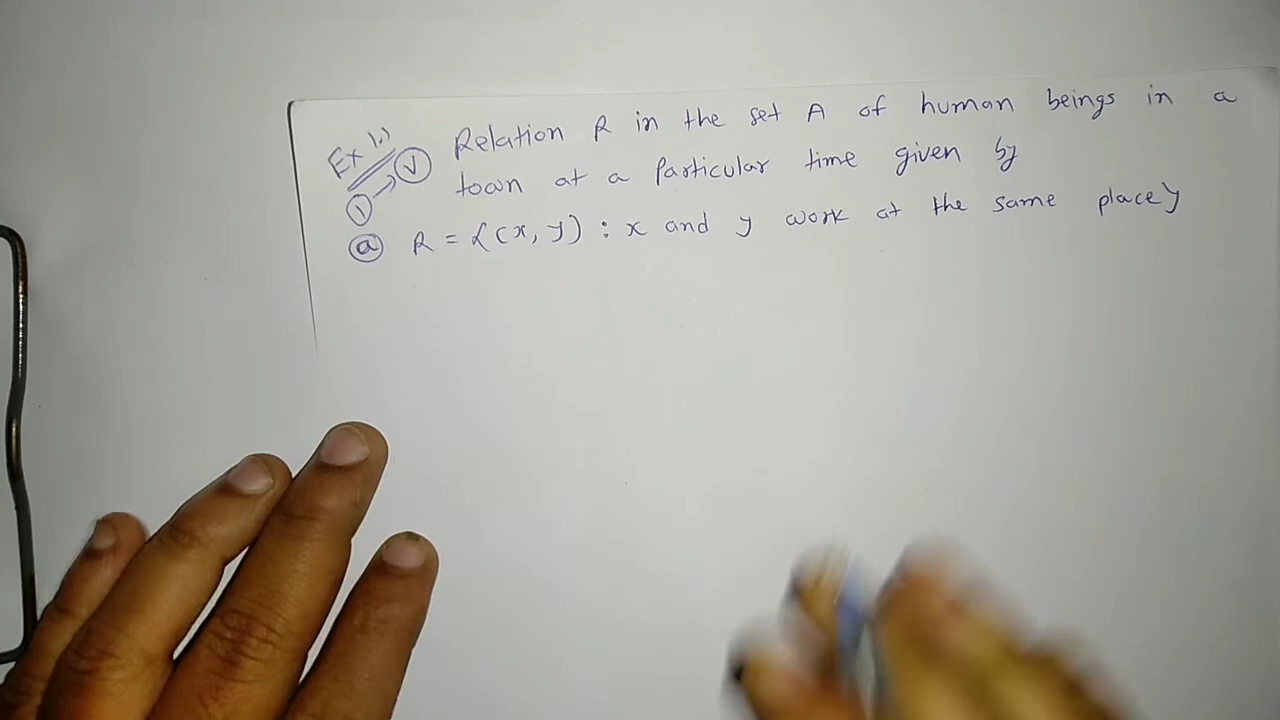 Ex 1.1
① → Ⓥ Relation R in the set A of human beings in a
town at a Particular time given by
ⓐ R = {(x, y) : x and y work at the same place}